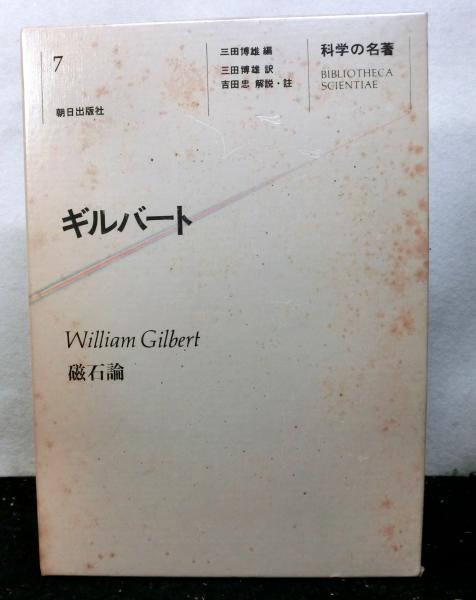 7
朝日出版社
三田博雄 編
三田博雄 訳
吉田忠 解説・註
科学の名著
BIBLIOTHECA
SCIENTIAE
ギルバート
William Gilbert
磁石論